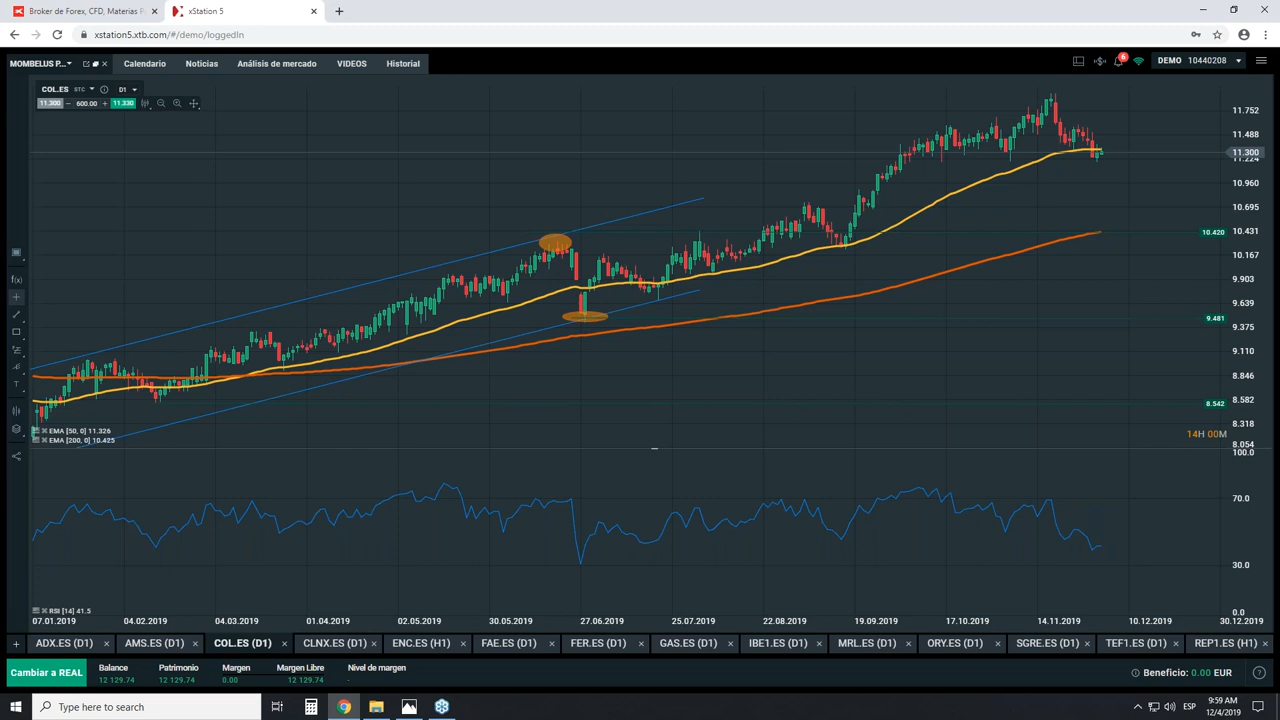 Broker de Forex, CFD, Materias P
xStation 5
xstation5.xtb.com/#/demo/loggedIn
MOMBELUS P...
Calendario
Noticias
Análisis de mercado
VIDEOS
Historial
6
DEMO 10440208
COL.ES STC
D1
11.300
600.00
11.330
11.752
11.488
11.300
11.224
10.960
10.695
10.431
10.420
10.167
9.903
9.639
9.481
9.375
9.110
8.846
8.582
8.542
8.318
8.054
14H 00M
EMA [50, 0] 11.326
EMA [200, 0] 10.425
100.0
70.0
30.0
0.0
RSI [14] 41.5
07.01.2019
04.02.2019
04.03.2019
01.04.2019
02.05.2019
30.05.2019
27.06.2019
25.07.2019
22.08.2019
19.09.2019
17.10.2019
14.11.2019
10.12.2019
30.12.2019
ADX.ES (D1)
AMS.ES (D1)
COL.ES (D1)
CLNX.ES (D1)
ENC.ES (H1)
FAE.ES (D1)
FER.ES (D1)
GAS.ES (D1)
IBE1.ES (D1)
MRL.ES (D1)
ORY.ES (D1)
SGRE.ES (D1)
TEF1.ES (D1)
REP1.ES (H1)
Cambiar a REAL
Balance
12 129.74
Patrimonio
12 129.74
Margen
0.00
Margen Libre
12 129.74
Nivel de margen
-
Beneficio: 0.00 EUR
Type here to search
ESP
9:59 AM
12/4/2019